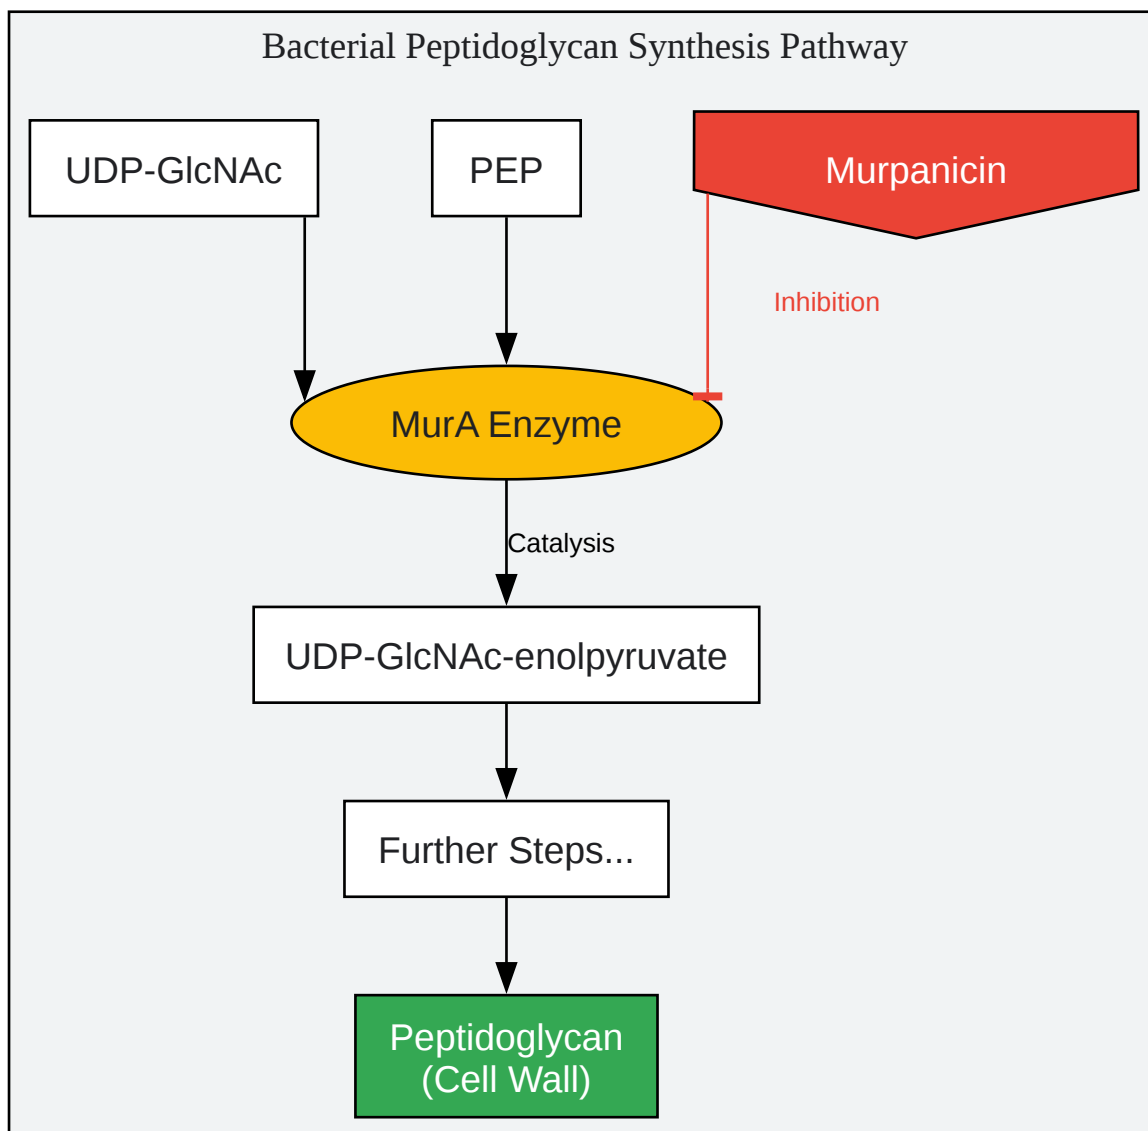 Bacterial Peptidoglycan Synthesis Pathway
UDP-GlcNAc
PEP
Murpanicin
Inhibition
MurA Enzyme
Catalysis
UDP-GlcNAc-enolpyruvate
Further Steps...
Peptidoglycan
(Cell Wall)